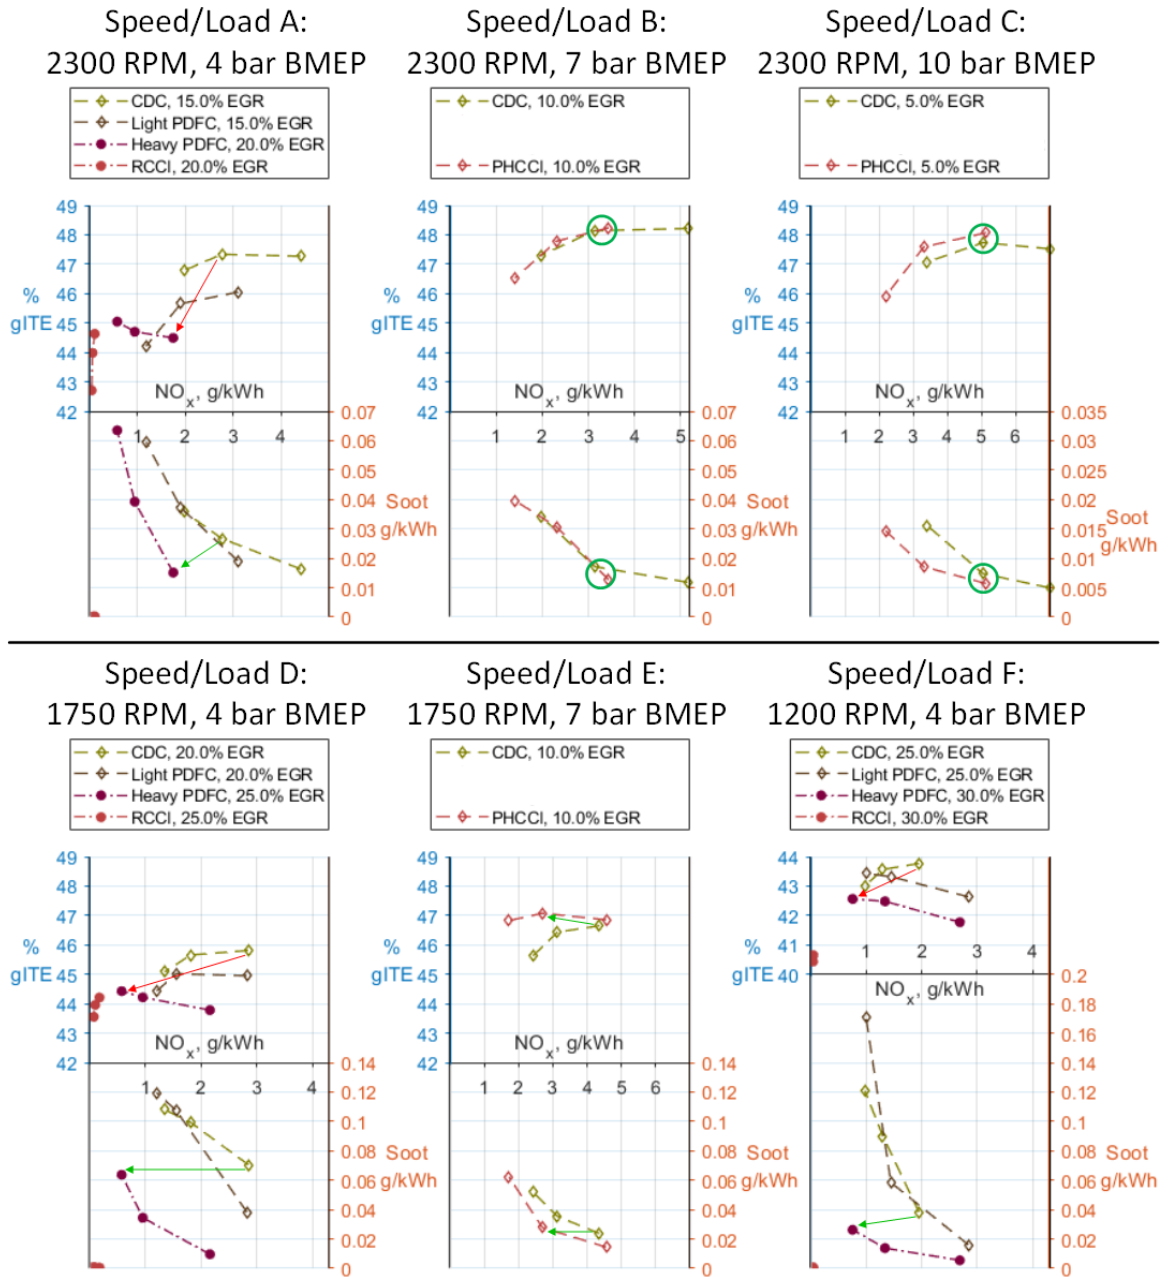 Speed/Load A:
2300 RPM, 4 bar BMEP
CDC, 15.0% EGR
Light PDFC, 15.0% EGR
Heavy PDFC, 20.0% EGR
RCCI, 20.0% EGR
49
48
47
46
45
44
43
42
%
gITE
NOx, g/kWh
1 2 3 4
0.07
0.06
0.05
0.04
0.03
0.02
0.01
0
Soot
g/kWh
Speed/Load B:
2300 RPM, 7 bar BMEP
CDC, 10.0% EGR
PHCCI, 10.0% EGR
49
48
47
46
45
44
43
42
%
gITE
NOx, g/kWh
1 2 3 4 5
0.07
0.06
0.05
0.04
0.03
0.02
0.01
0
Soot
g/kWh
Speed/Load C:
2300 RPM, 10 bar BMEP
CDC, 5.0% EGR
PHCCI, 5.0% EGR
49
48
47
46
45
44
43
42
%
gITE
NOx, g/kWh
1 2 3 4 5 6
0.035
0.03
0.025
0.02
0.015
0.01
0.005
0
Soot
g/kWh
Speed/Load D:
1750 RPM, 4 bar BMEP
CDC, 20.0% EGR
Light PDFC, 20.0% EGR
Heavy PDFC, 25.0% EGR
RCCI, 25.0% EGR
49
48
47
46
45
44
43
42
%
gITE
NOx, g/kWh
1 2 3 4
0.14
0.12
0.1
0.08
0.06
0.04
0.02
0
Soot
g/kWh
Speed/Load E:
1750 RPM, 7 bar BMEP
CDC, 10.0% EGR
PHCCI, 10.0% EGR
49
48
47
46
45
44
43
42
%
gITE
NOx, g/kWh
1 2 3 4 5 6
0.14
0.12
0.1
0.08
0.06
0.04
0.02
0
Soot
g/kWh
Speed/Load F:
1200 RPM, 4 bar BMEP
CDC, 25.0% EGR
Light PDFC, 25.0% EGR
Heavy PDFC, 30.0% EGR
RCCI, 30.0% EGR
44
43
42
41
40
%
gITE
1 2 3 4
NOx, g/kWh
0.2
0.18
0.16
0.14
0.12
0.1
0.08
0.06
0.04
0.02
0
Soot
g/kWh